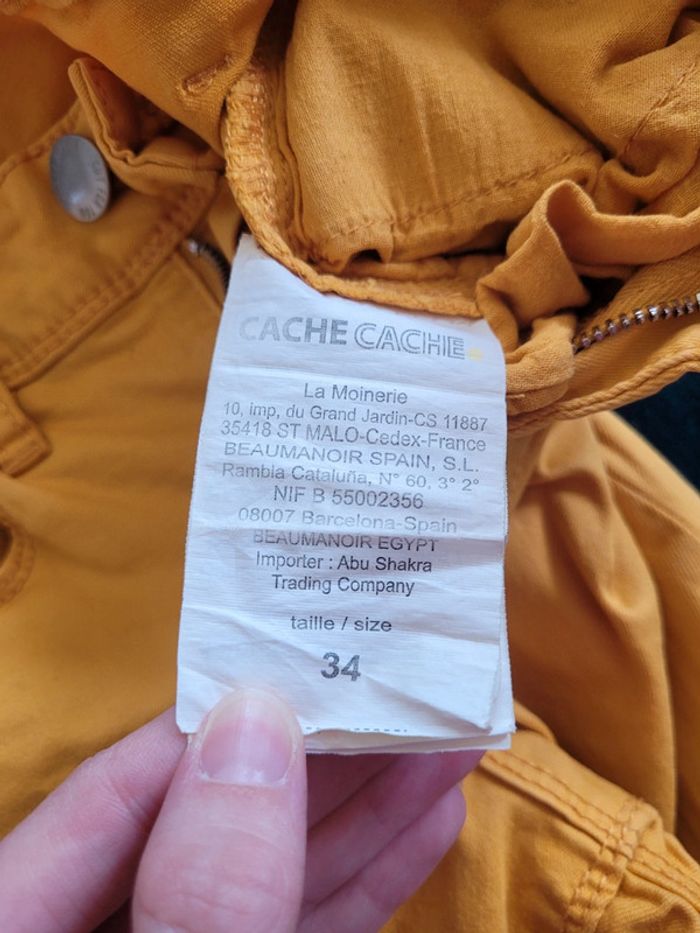 CACHE CACHE.
La Moinerie
10, imp, du Grand Jardin-CS 11887
35418 ST MALO-Cedex-France
BEAUMANOIR SPAIN, S.L.
Rambia Cataluña, N° 60, 3° 2°
NIF B 55002356
08007 Barcelona-Spain
BEAUMANOIR EGYPT
Importer : Abu Shakra
Trading Company
taille / size
34